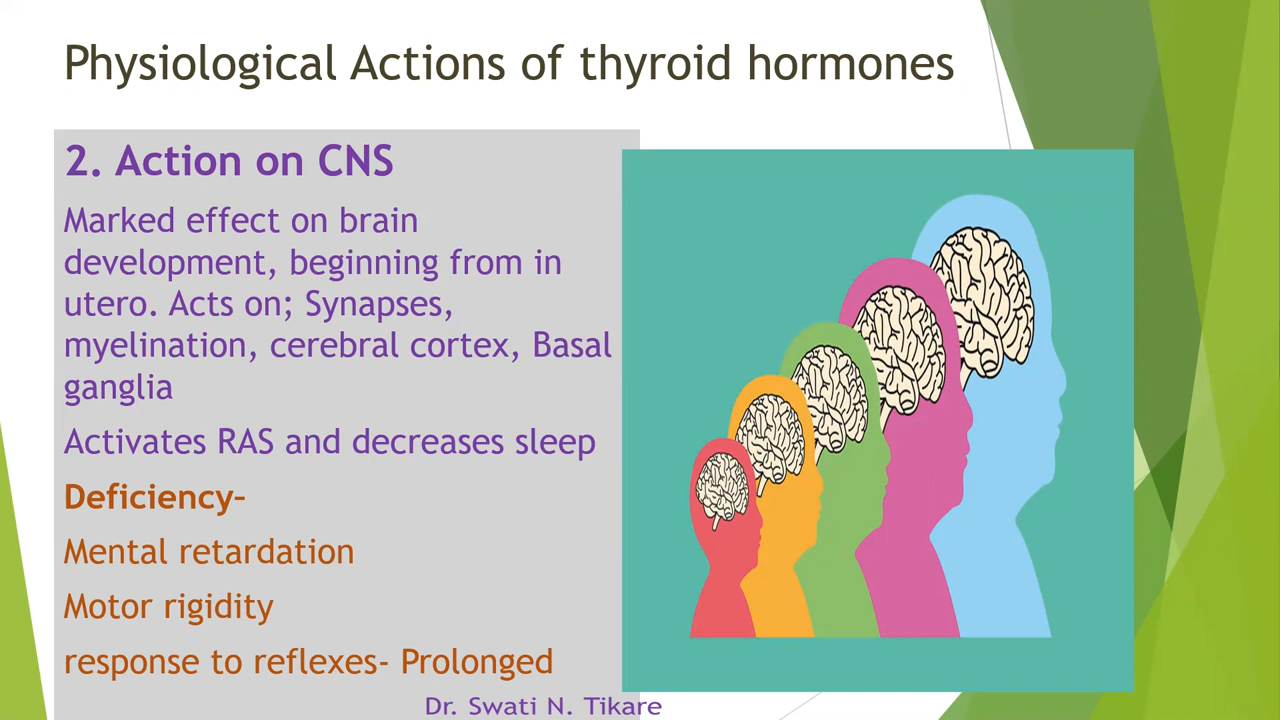 Physiological Actions of thyroid hormones
2. Action on CNS
Marked effect on brain
development, beginning from in
utero. Acts on; Synapses,
myelination, cerebral cortex, Basal
ganglia
Activates RAS and decreases sleep
Deficiency–
Mental retardation
Motor rigidity
response to reflexes- Prolonged
Dr. Swati N. Tikare